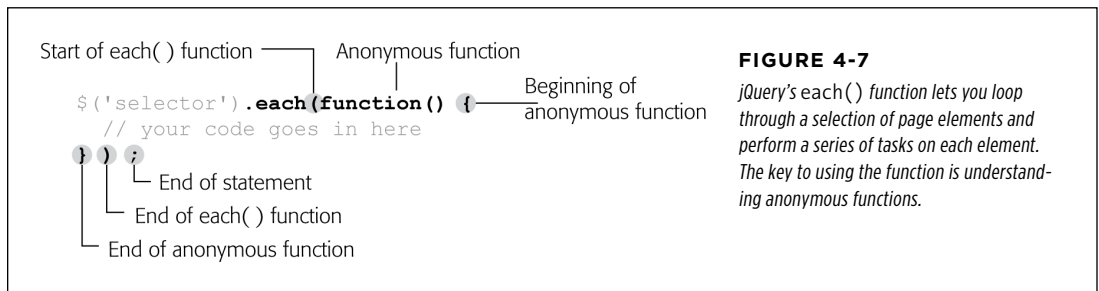 Start of each( ) function
Anonymous function
Beginning of
anonymous function
$('selector').each(function() {
// your code goes in here
} ) ;
End of statement
End of each( ) function
End of anonymous function
FIGURE 4-7
jQuery's each() function lets you loop
through a selection of page elements and
perform a series of tasks on each element.
The key to using the function is understand-
ing anonymous functions.